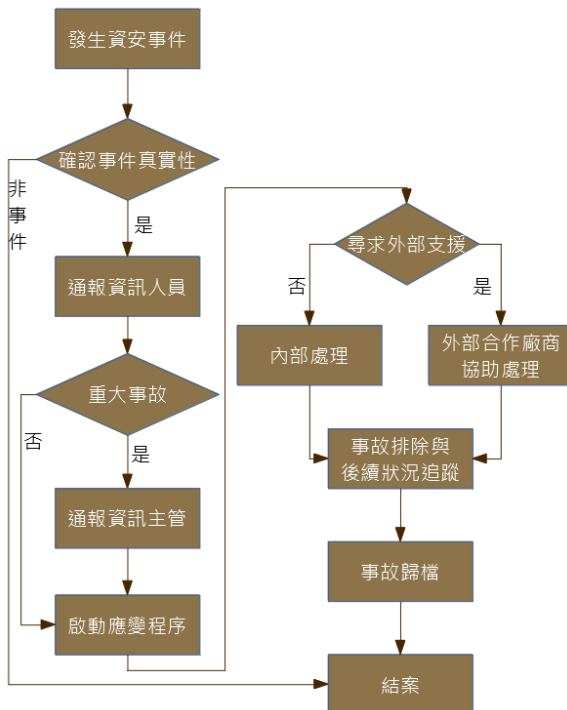 發生資安事件
確認事件真實性
非
事
件
是
通報資訊人員
重大事故
否
是
通報資訊主管
啟動應變程序
尋求外部支援
否
是
內部處理
外部合作廠商
協助處理
事故排除與
後續狀況追蹤
事故歸檔
結案